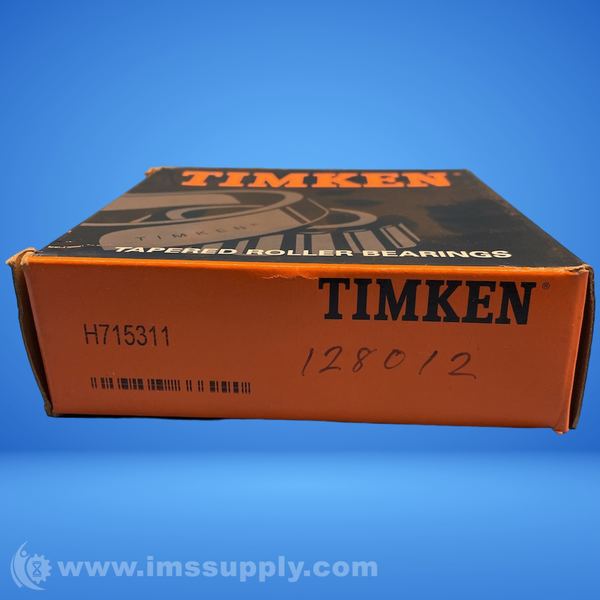 TIMKEN
TIMKEN®
TAPERED ROLLER BEARINGS
TIMKEN®
H715311
128012
www.imssupply.com